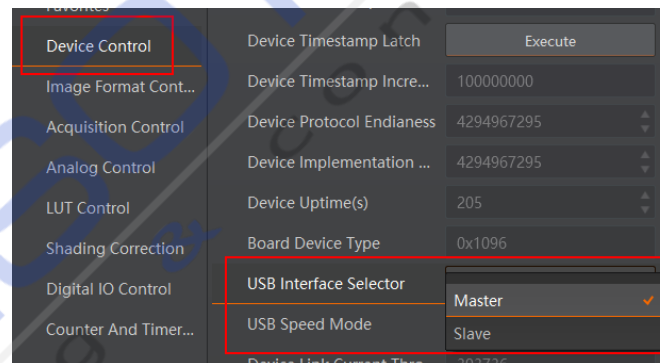 Favorites
Device Control
Image Format Cont...
Acquisition Control
Analog Control
LUT Control
Shading Correction
Digital IO Control
Counter And Timer...
Device Timestamp Latch Execute
Device Timestamp Incre... 100000000
Device Protocol Endianess 4294967295
Device Implementation ... 4294967295
Device Uptime(s) 205
Board Device Type 0x1096
USB Interface Selector
Master
USB Speed Mode
Slave